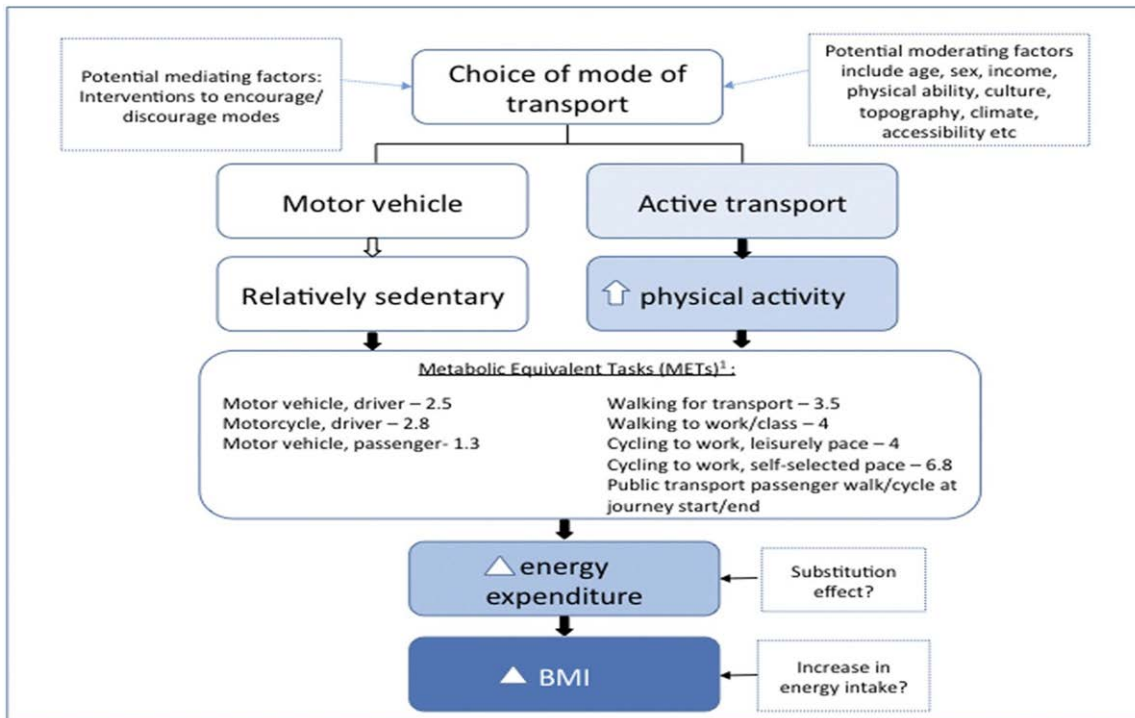 Potential mediating factors:
Interventions to encourage/
discourage modes
Choice of mode of
transport
Potential moderating factors
include age, sex, income,
physical ability, culture,
topography, climate,
accessibility etc
Motor vehicle
Active transport
Relatively sedentary
physical activity
Metabolic Equivalent Tasks (METs)¹ :
Motor vehicle, driver – 2.5
Motorcycle, driver – 2.8
Motor vehicle, passenger- 1.3
Walking for transport – 3.5
Walking to work/class – 4
Cycling to work, leisurely pace – 4
Cycling to work, self-selected pace – 6.8
Public transport passenger walk/cycle at
journey start/end
energy
expenditure
Substitution
effect?
BMI
Increase in
energy intake?